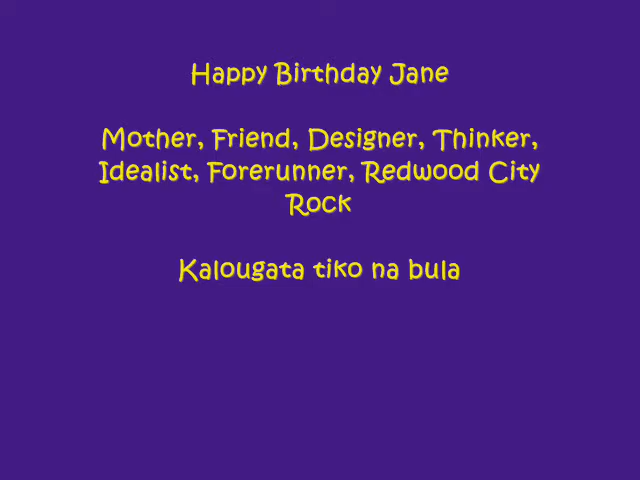 Happy Birthday Jane
Mother, Friend, Designer, Thinker,
Idealist, Forerunner, Redwood City
Rock
Kalougata tiko na bula